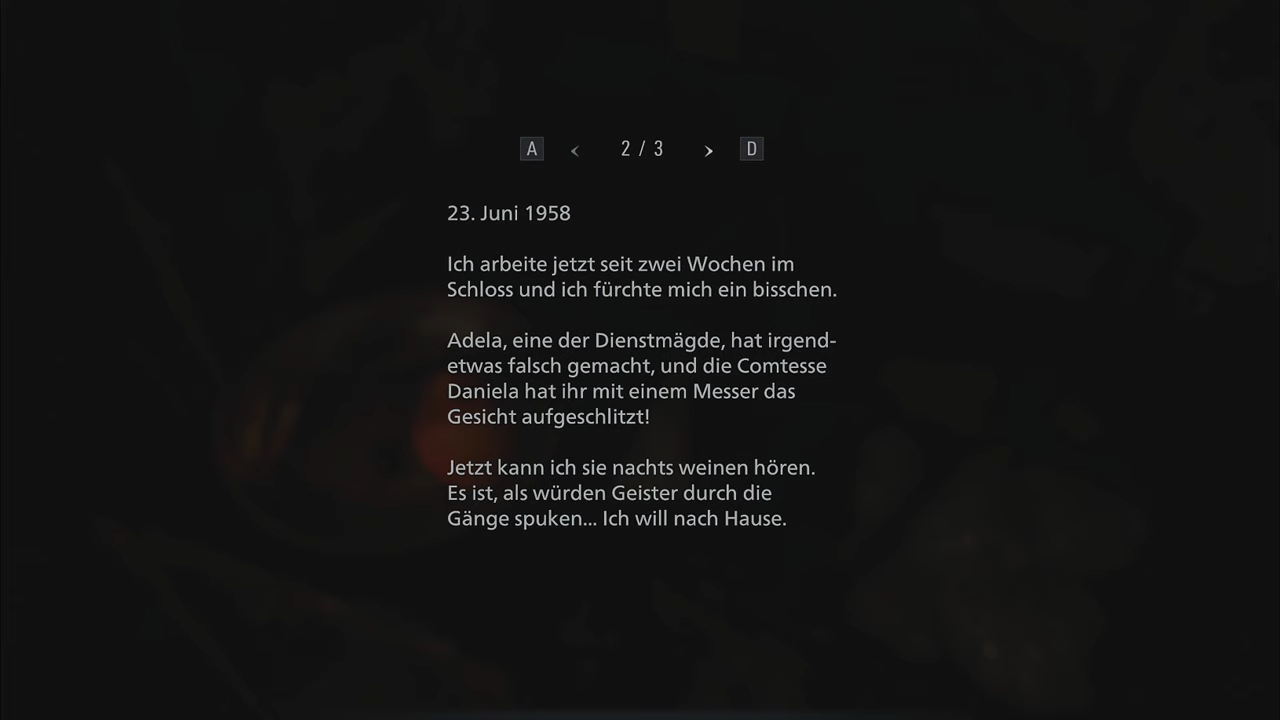 A < 2 / 3 > D
23. Juni 1958
Ich arbeite jetzt seit zwei Wochen im
Schloss und ich fürchte mich ein bisschen.
Adela, eine der Dienstmägde, hat irgend-
etwas falsch gemacht, und die Comtesse
Daniela hat ihr mit einem Messer das
Gesicht aufgeschlitzt!
Jetzt kann ich sie nachts weinen hören.
Es ist, als würden Geister durch die
Gänge spuken... Ich will nach Hause.